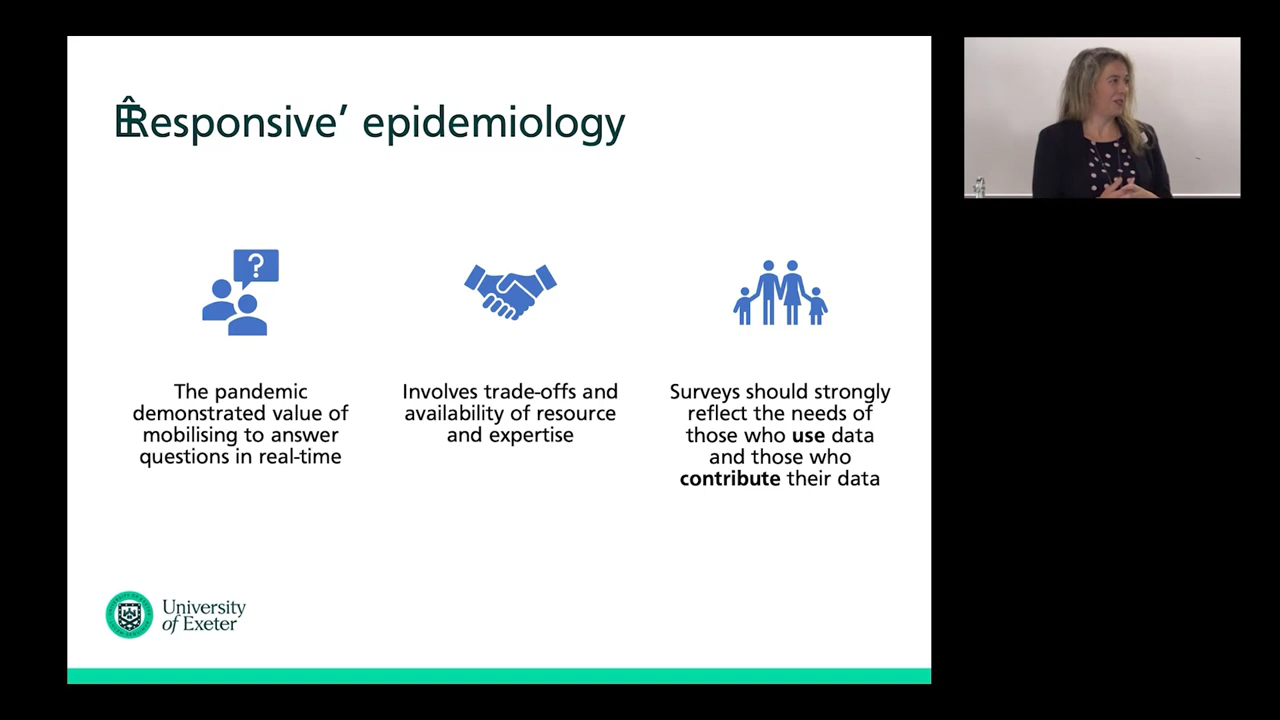 ‘Responsive’ epidemiology
?
The pandemic
demonstrated value of
mobilising to answer
questions in real-time
Involves trade-offs and
availability of resource
and expertise
Surveys should strongly
reflect the needs of
those who use data
and those who
contribute their data
University
of Exeter